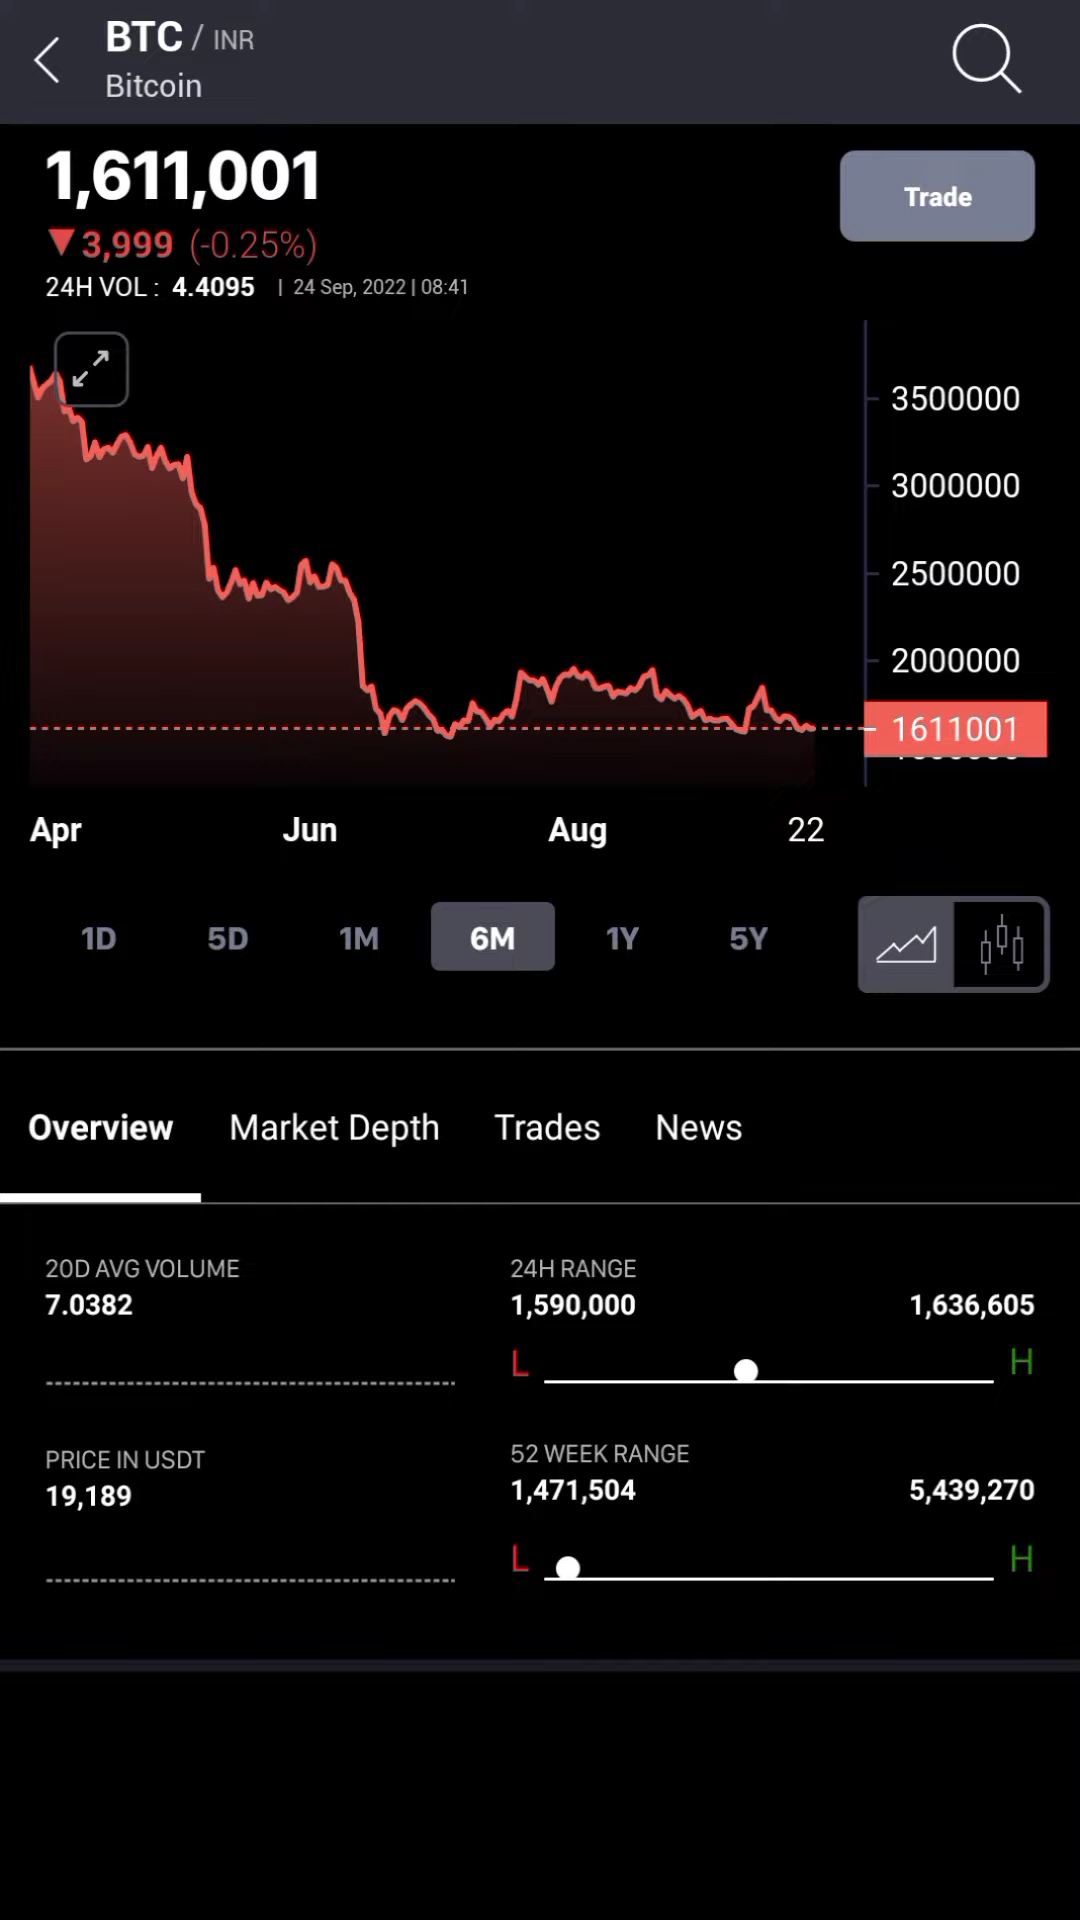 BTC / INR
Bitcoin
1,611,001
Trade
▼3,999 (-0.25%)
24H VOL : 4.4095 | 24 Sep, 2022 | 08:41
3500000
3000000
2500000
2000000
1611001
Apr Jun Aug 22
1D 5D 1M 6M 1Y 5Y
Overview Market Depth Trades News
20D AVG VOLUME
7.0382
24H RANGE
1,590,000 1,636,605
L H
PRICE IN USDT
19,189
52 WEEK RANGE
1,471,504 5,439,270
L H